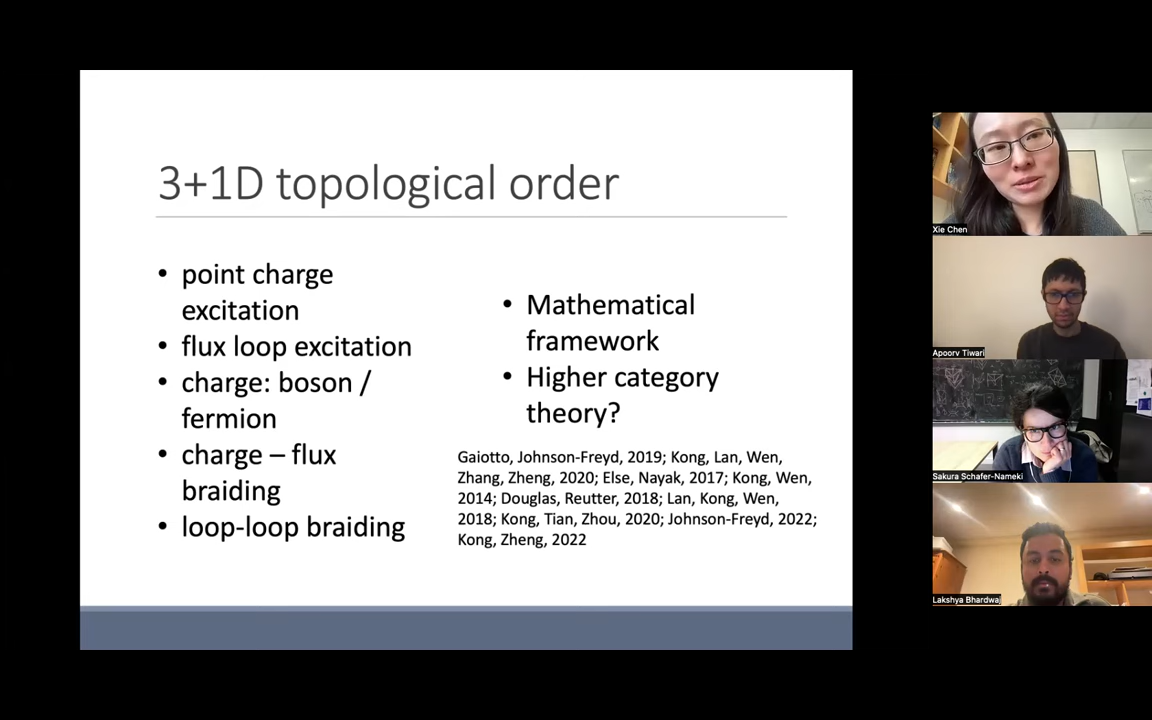 3+1D topological order
• point charge
excitation
• flux loop excitation
• charge: boson /
fermion
• charge – flux
braiding
• loop-loop braiding
• Mathematical
framework
• Higher category
theory?
Gaiotto, Johnson-Freyd, 2019; Kong, Lan, Wen,
Zhang, Zheng, 2020; Else, Nayak, 2017; Kong, Wen,
2014; Douglas, Reutter, 2018; Lan, Kong, Wen,
2018; Kong, Tian, Zhou, 2020; Johnson-Freyd, 2022;
Kong, Zheng, 2022
Xie Chen
Apoorv Tiwari
Sakura Schafer-Nameki
Lakshya Bhardwaj